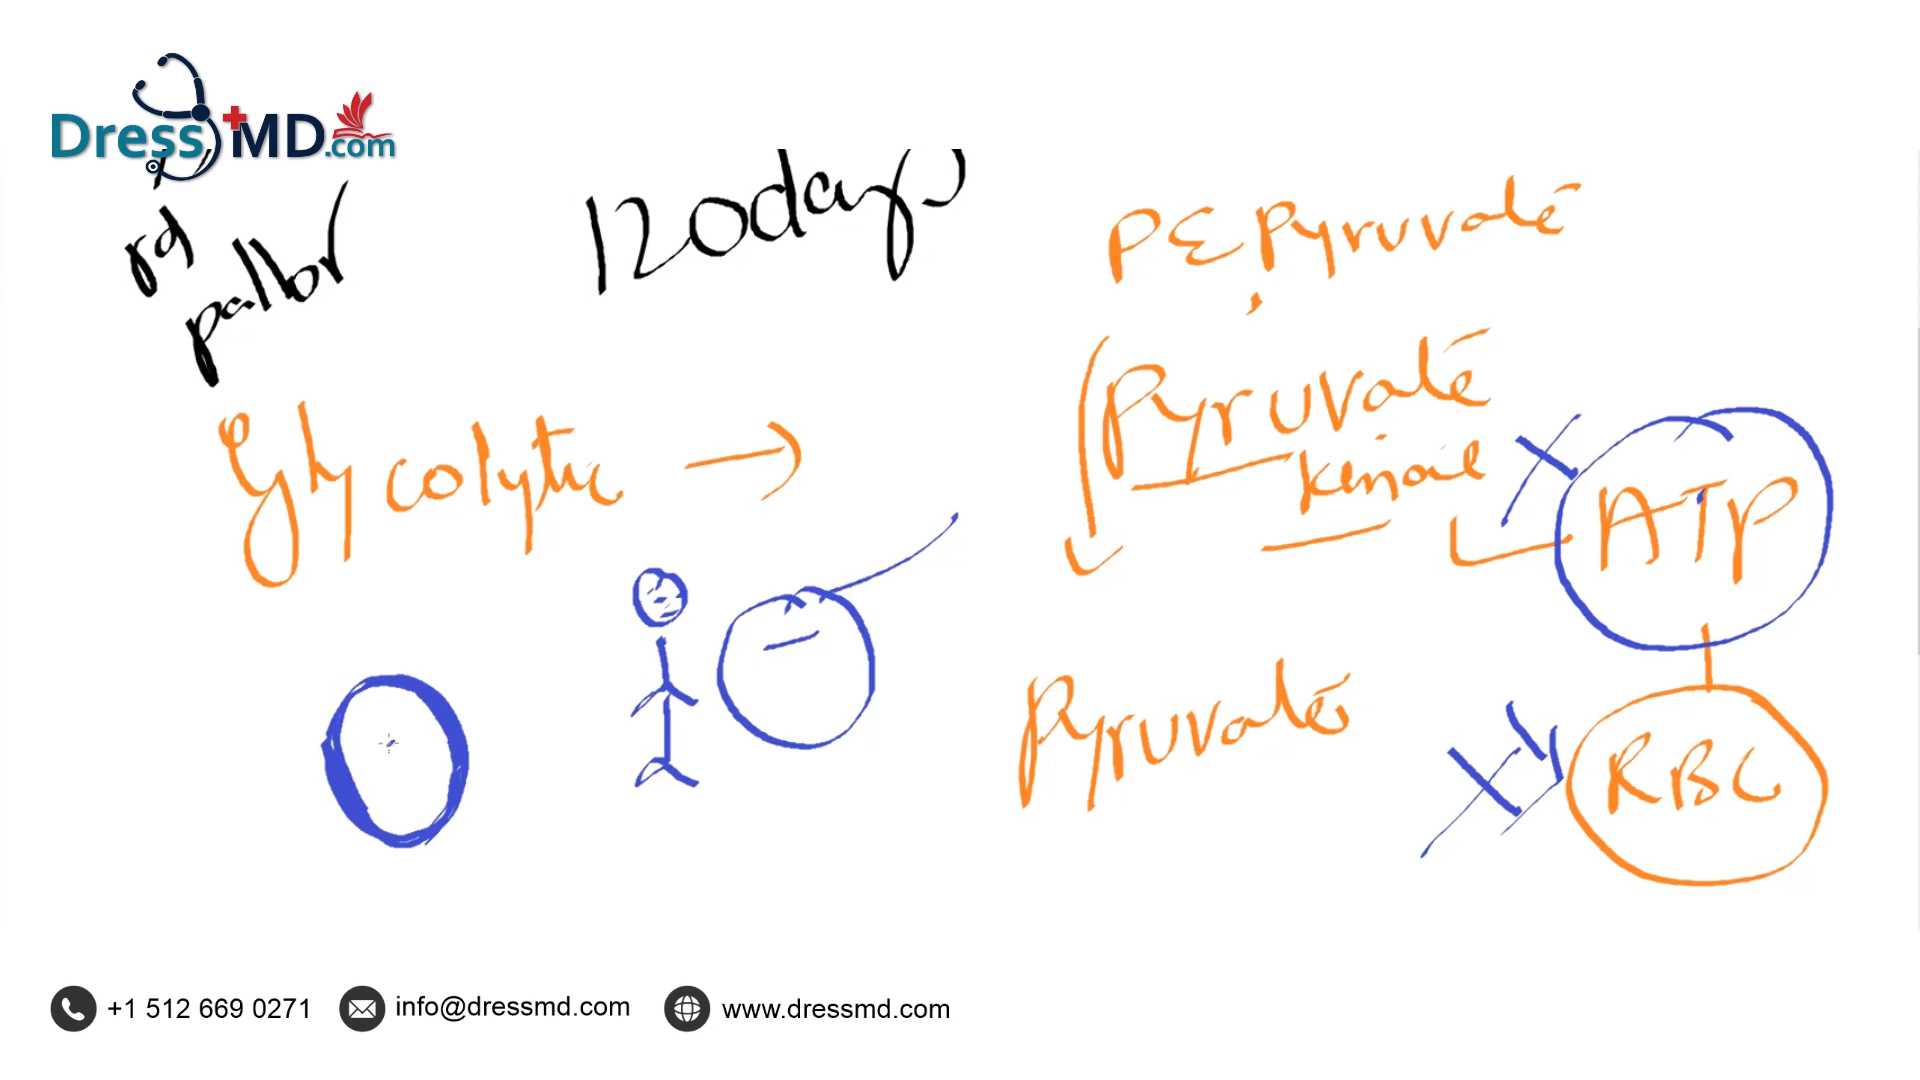 DressMD.com
120days
pallor
PEPyruvate
Glycolytic →
Pyruvate
kinase
ATP
Pyruvate
RBC
+1 512 669 0271
info@dressmd.com
www.dressmd.com